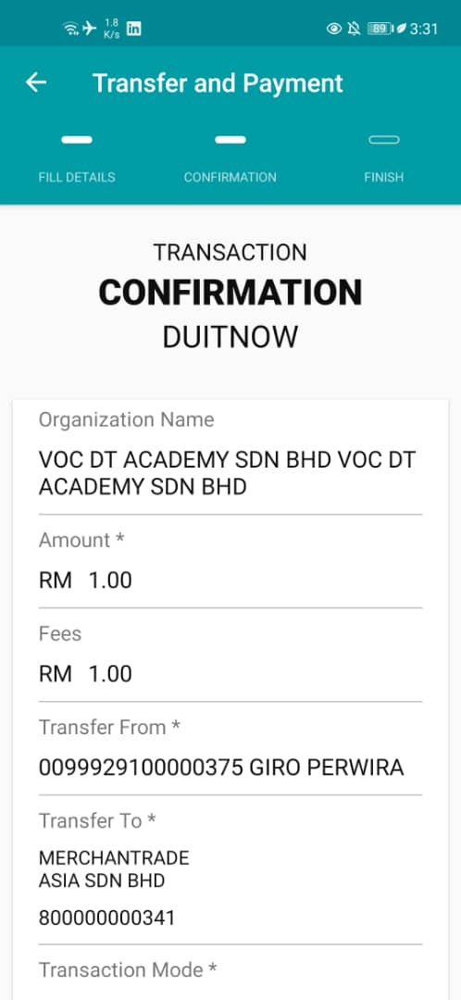 1.8
K/s
in
89
3:31
Transfer and Payment
FILL DETAILS
CONFIRMATION
FINISH
TRANSACTION
CONFIRMATION
DUITNOW
Organization Name
VOC DT ACADEMY SDN BHD VOC DT
ACADEMY SDN BHD
Amount *
RM 1.00
Fees
RM 1.00
Transfer From *
0099929100000375 GIRO PERWIRA
Transfer To *
MERCHANTRADE
ASIA SDN BHD
800000000341
Transaction Mode *